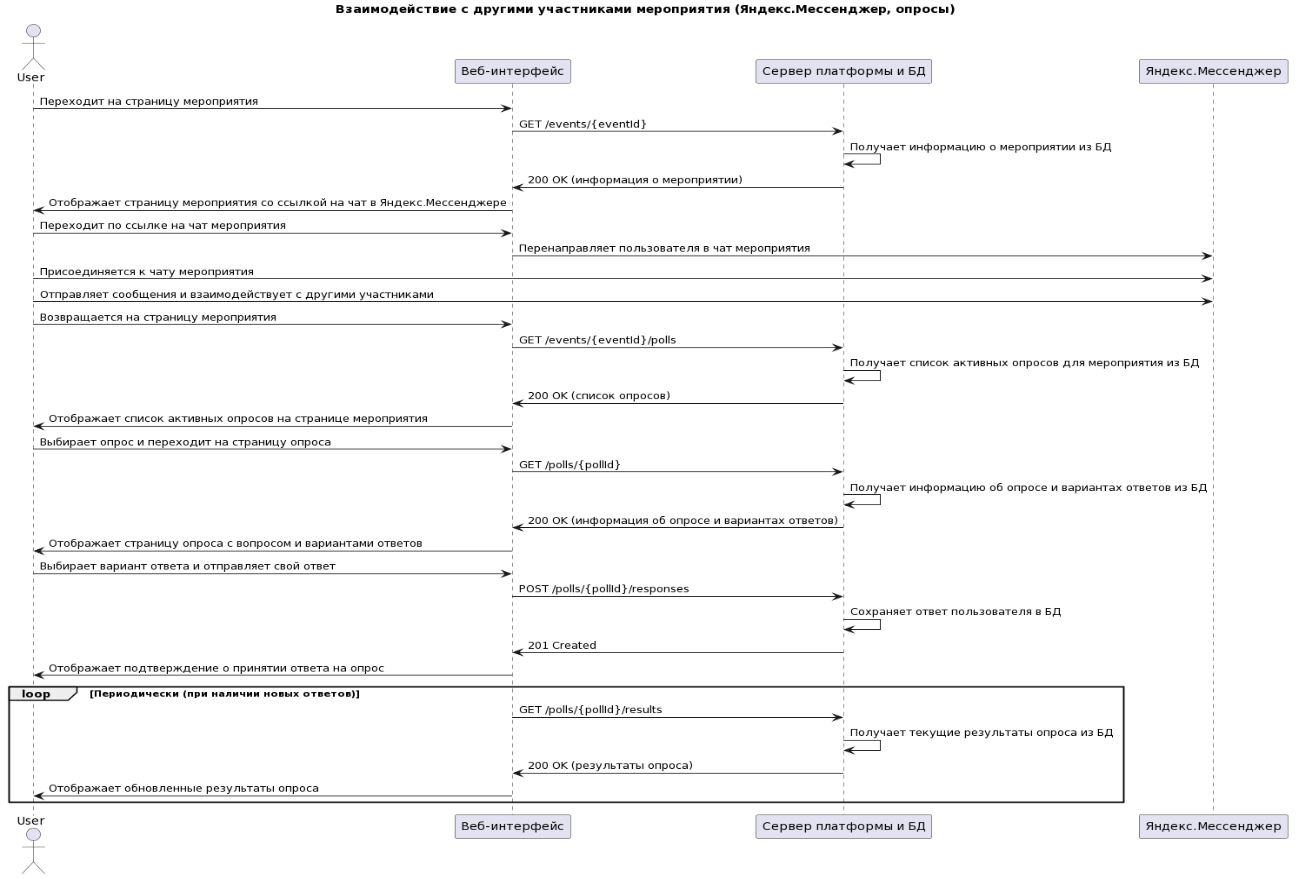 Взаимодействие с другими участниками мероприятия (Яндекс.Мессенджер, опросы)
User
Веб-интерфейс
Сервер платформы и БД
Яндекс.Мессенджер
Переходит на страницу мероприятия
GET /events/{eventId}
Получает информацию о мероприятии из БД
200 OK (информация о мероприятии)
Отображает страницу мероприятия со ссылкой на чат в Яндекс.Мессенджере
Переходит по ссылке на чат мероприятия
Перенаправляет пользователя в чат мероприятия
Присоединяется к чату мероприятия
Отправляет сообщения и взаимодействует с другими участниками
Возвращается на страницу мероприятия
GET /events/{eventId}/polls
Получает список активных опросов для мероприятия из БД
200 OK (список опросов)
Отображает список активных опросов на странице мероприятия
Выбирает опрос и переходит на страницу опроса
GET /polls/{pollId}
Получает информацию об опросе и вариантах ответов из БД
200 OK (информация об опросе и вариантах ответов)
Отображает страницу опроса с вопросом и вариантами ответов
Выбирает вариант ответа и отправляет свой ответ
POST /polls/{pollId}/responses
Сохраняет ответ пользователя в БД
201 Created
Отображает подтверждение о принятии ответа на опрос
loop
[Периодически (при наличии новых ответов)]
GET /polls/{pollId}/results
Получает текущие результаты опроса из БД
200 OK (результаты опроса)
Отображает обновленные результаты опроса
User
Веб-интерфейс
Сервер платформы и БД
Яндекс.Мессенджер